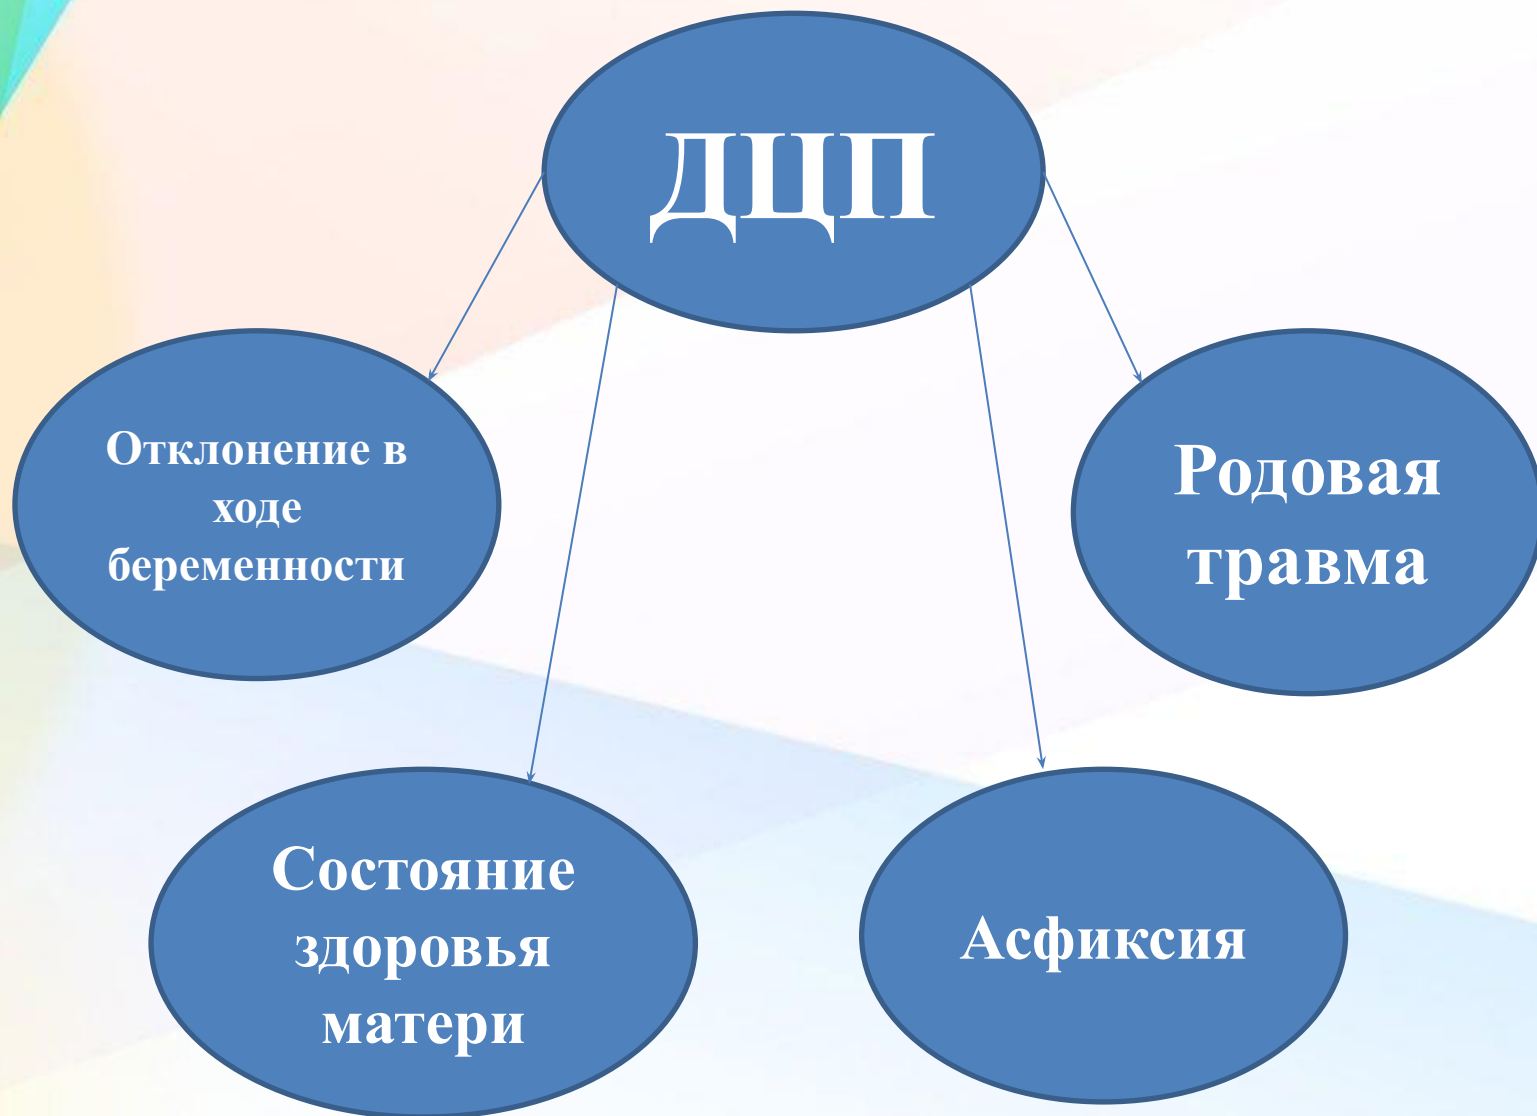 ДЦП
Отклонение в
ходе
беременности
Родовая
травма
Состояние
здоровья
матери
Асфиксия